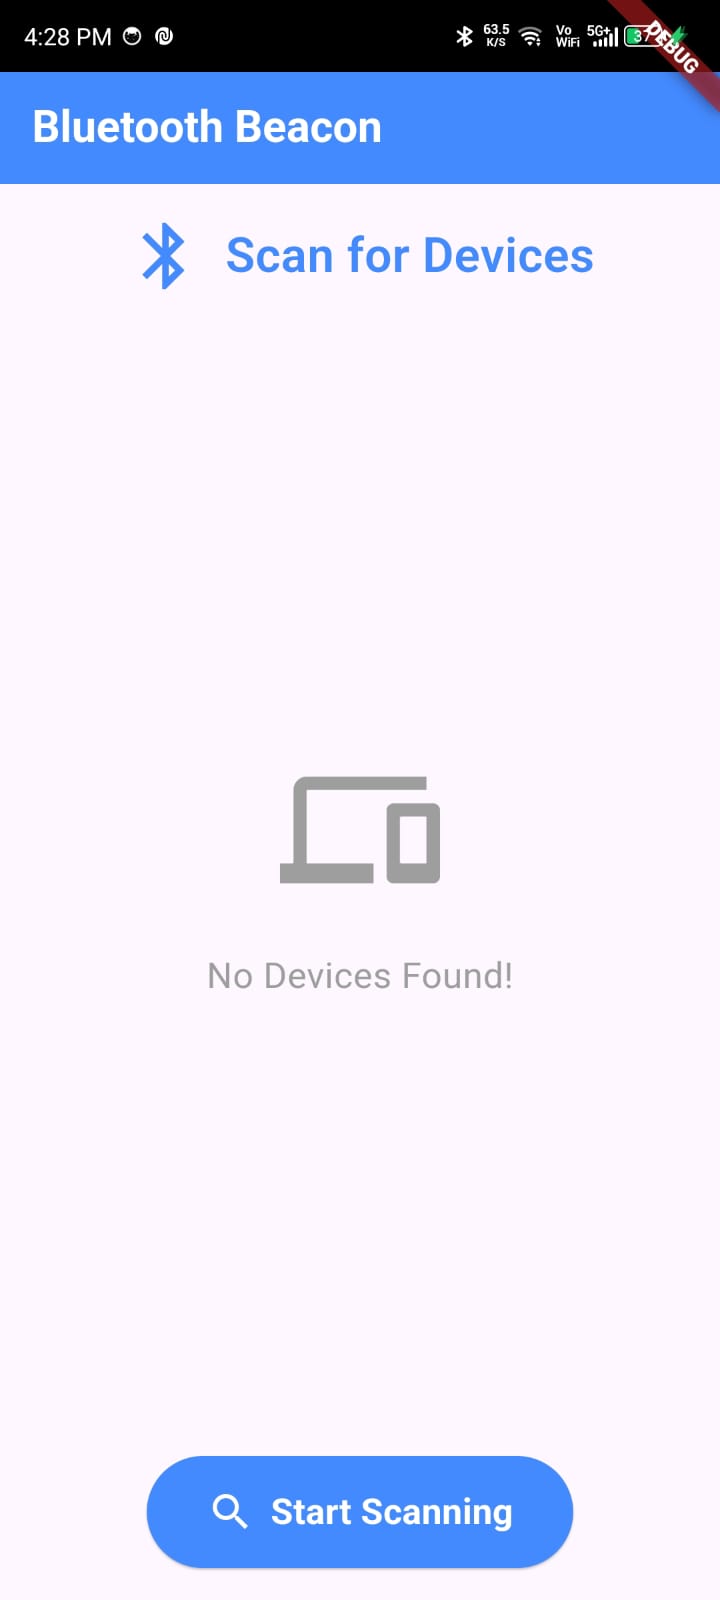 4:28 PM 63.5 K/S Vo WiFi 5G+ DEBUG
Bluetooth Beacon
Scan for Devices
No Devices Found!
Start Scanning